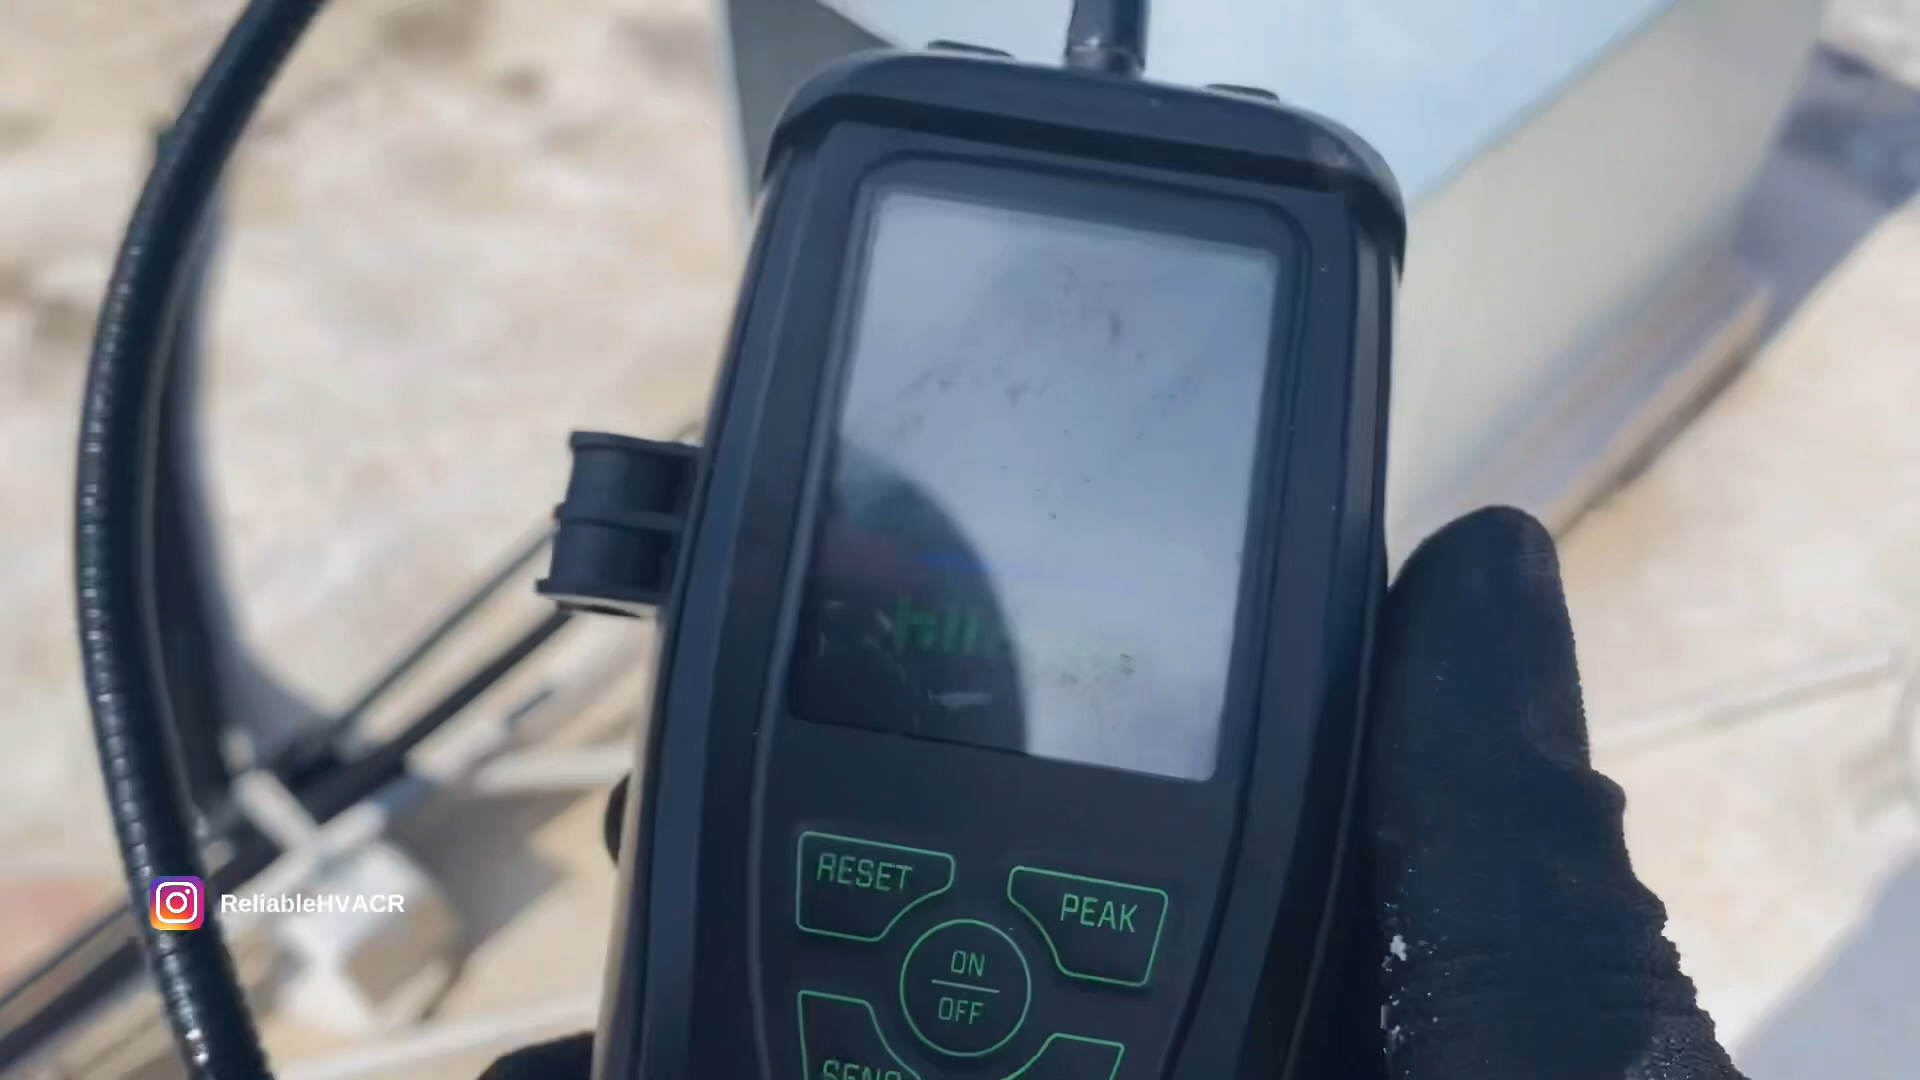 RESET
PEAK
ON
OFF
ReliableHVACR